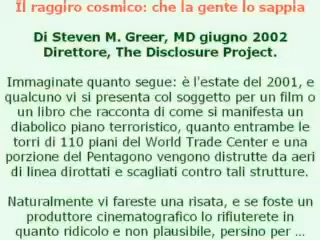 Il raggiro cosmico: che la gente lo sappia
Di Steven M. Greer, MD giugno 2002
Direttore, The Disclosure Project.
Immaginate quanto segue: è l'estate del 2001, e
qualcuno vi si presenta col soggetto per un film o
un libro che racconta di come si manifesta un
diabolico piano terroristico, quanto entrambe le
torri di 110 piani del World Trade Center e una
porzione del Pentagono vengono distrutte da aeri
di linea dirottati e scagliati contro tali strutture.
Naturalmente vi fareste una risata, e se foste un
produttore cinematografico lo rifiuterete in
quanto ridicolo e non plausibile, persino per ...